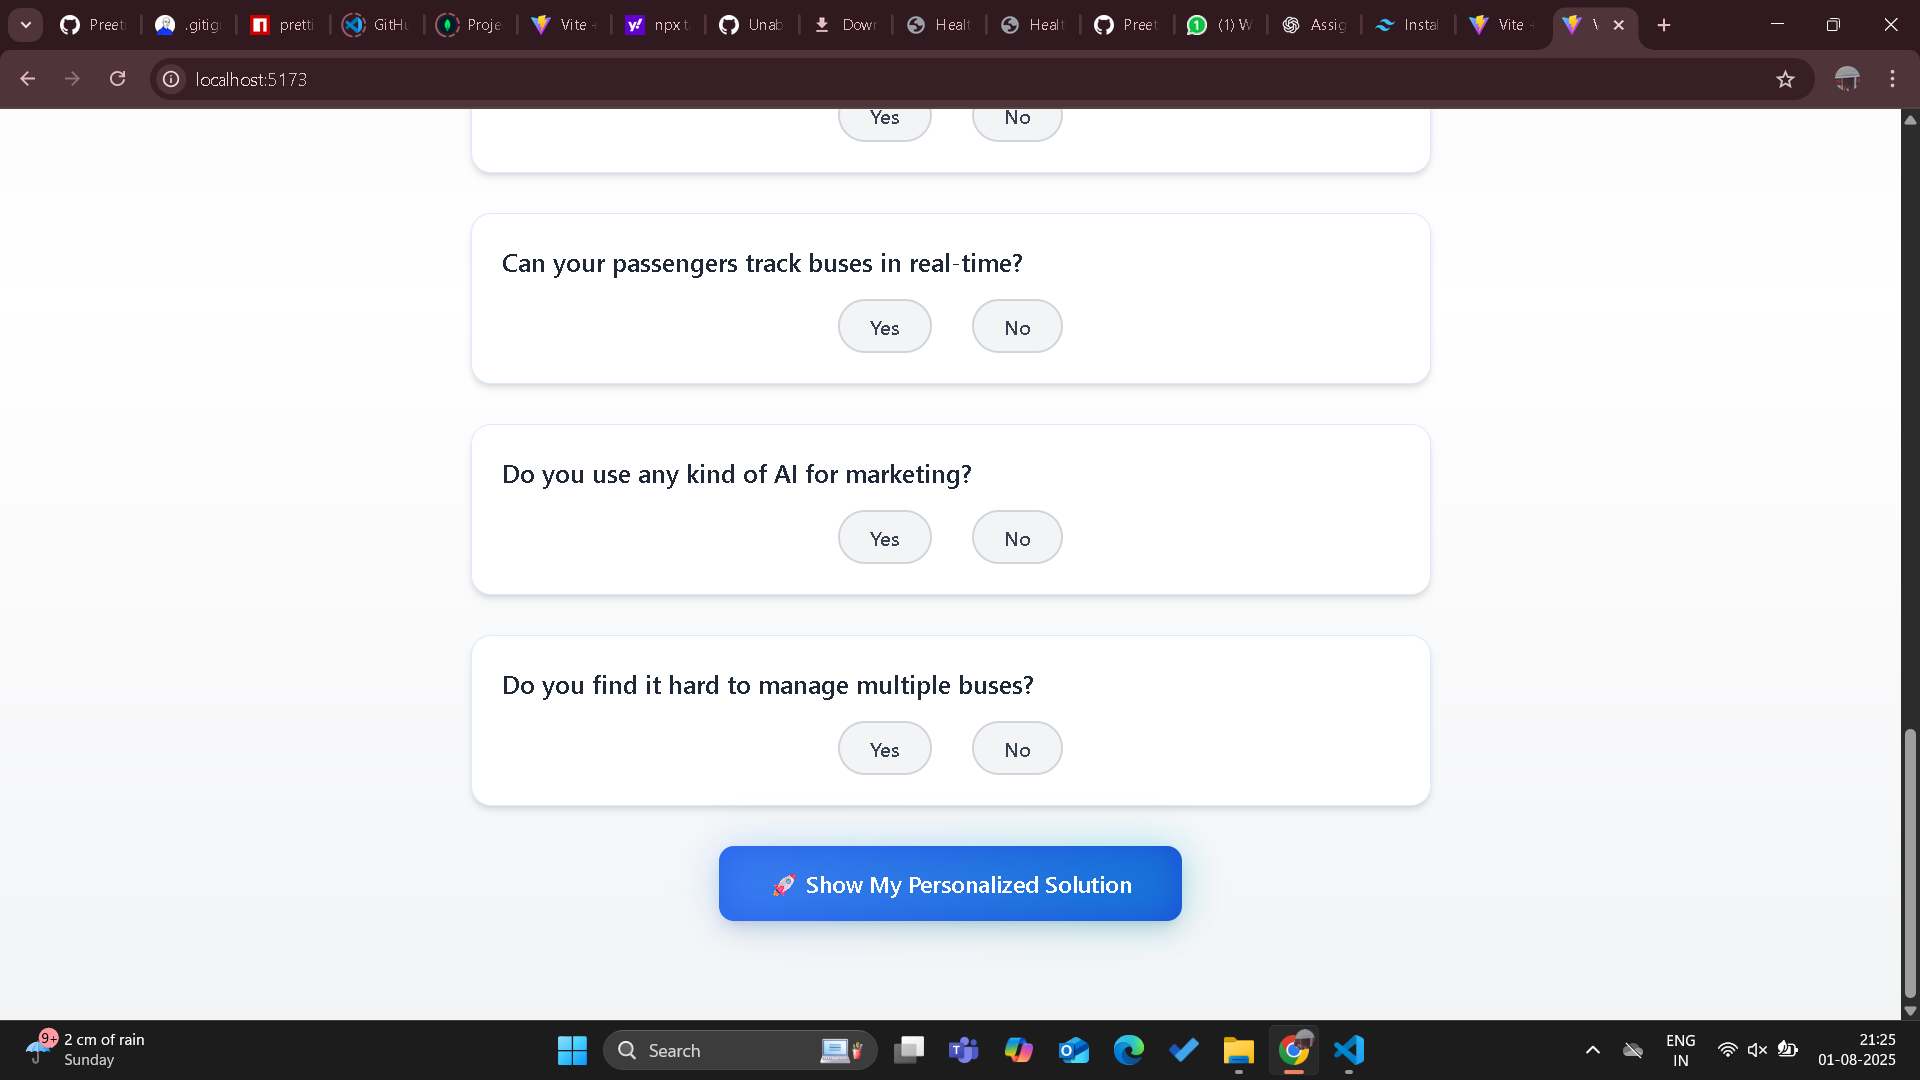 Preet
.gitig
pretti
GitHu
Proje
Vite
npx t
Unab
Down
Healt
Healt
Preet
(1) W
Assig
Instal
Vite
localhost:5173
Yes
No
Can your passengers track buses in real-time?
Yes
No
Do you use any kind of AI for marketing?
Yes
No
Do you find it hard to manage multiple buses?
Yes
No
🚀 Show My Personalized Solution
9+
2 cm of rain
Sunday
Search
ENG
IN
21:25
01-08-2025